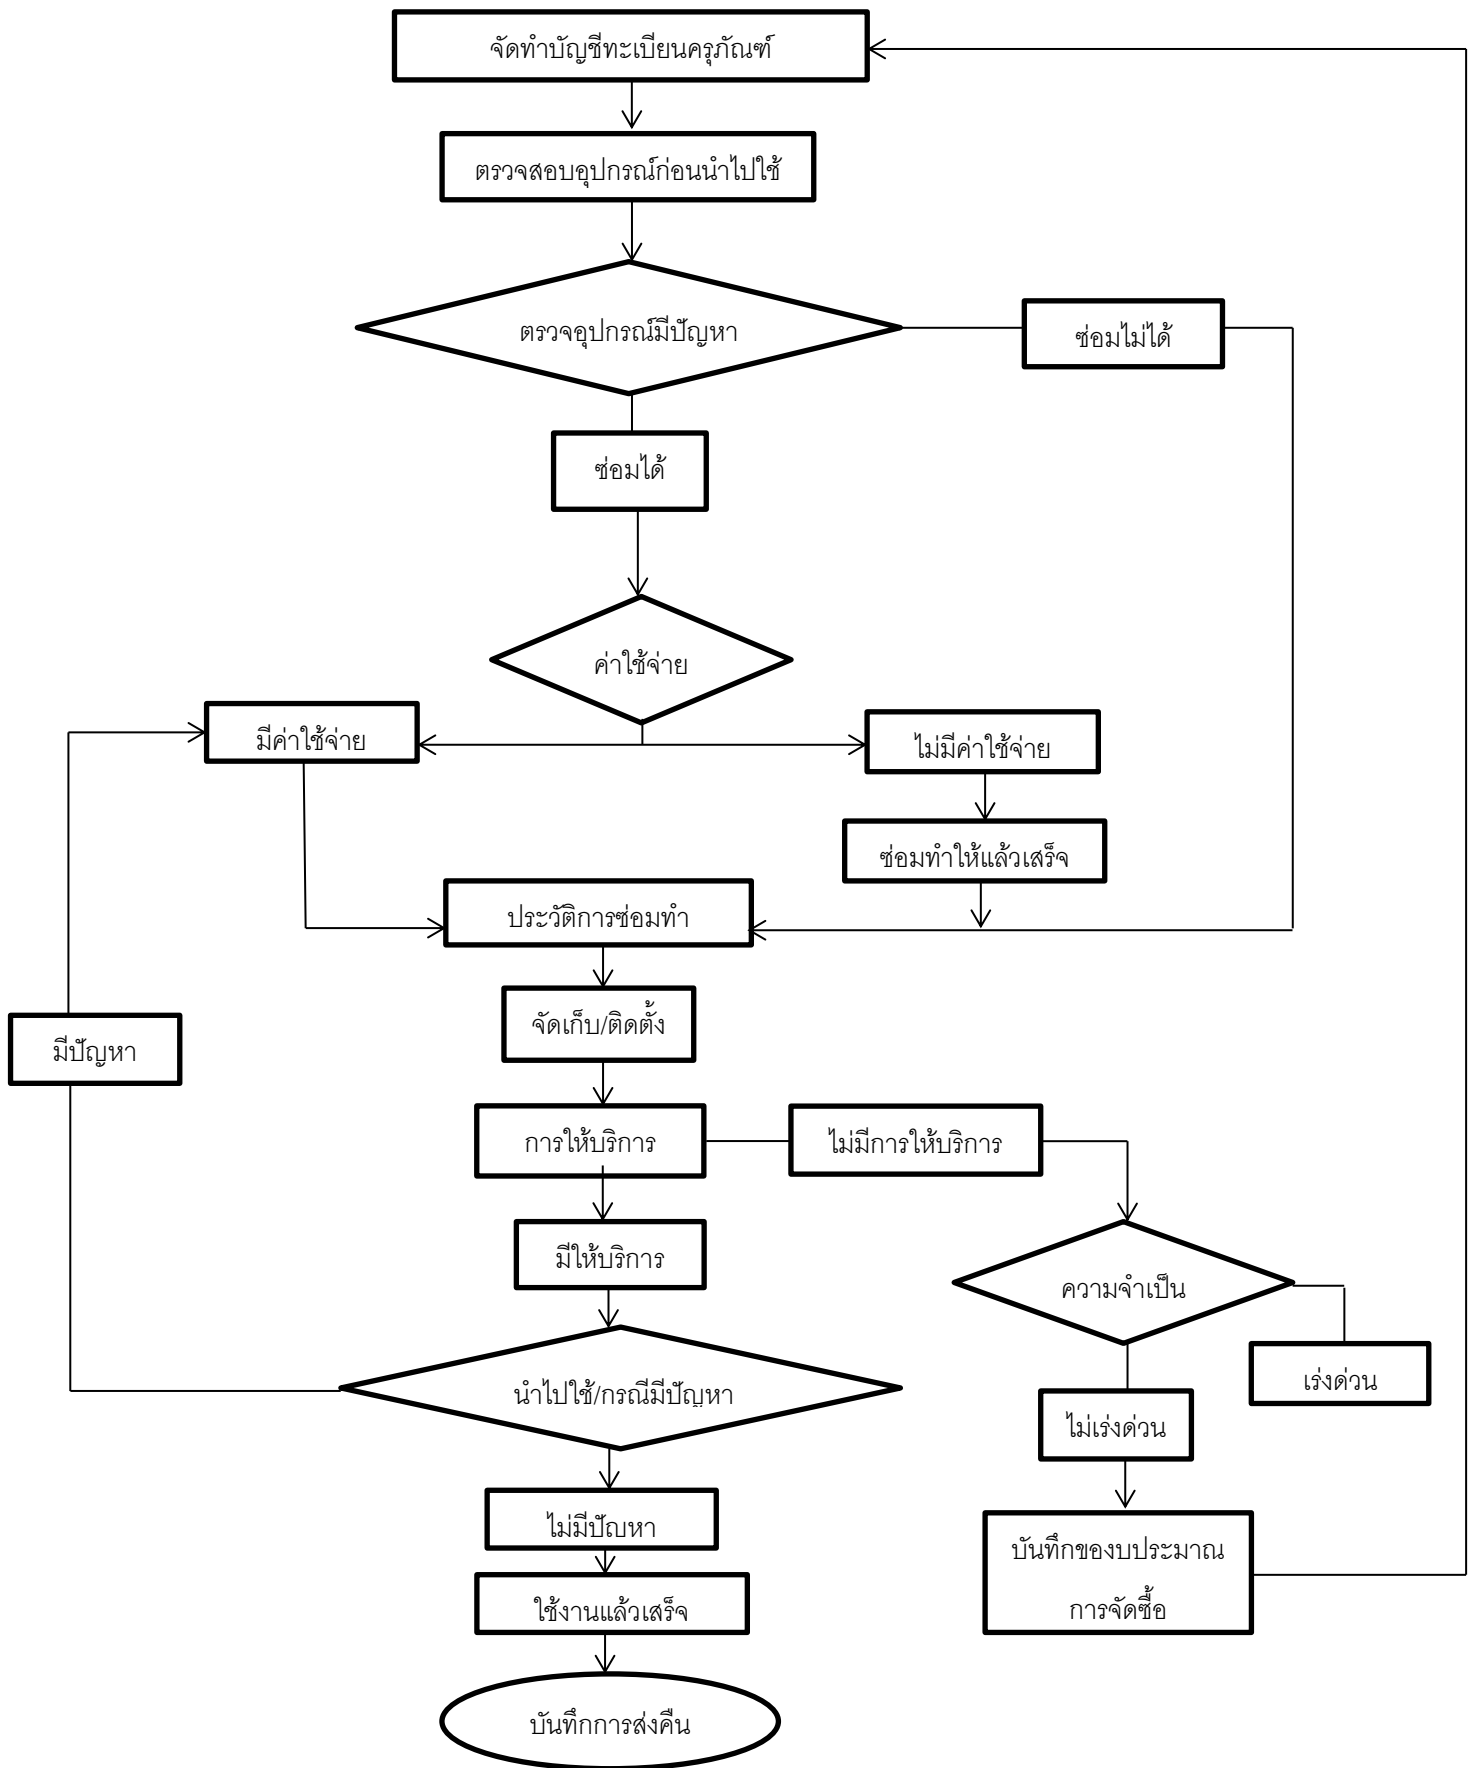 จัดทำบัญชีทะเบียนครุภัณฑ์
ตรวจสอบอุปกรณ์ก่อนนำไปใช้
ตรวจอุปกรณ์มีปัญหา
ซ่อมไม่ได้
ซ่อมได้
ค่าใช้จ่าย
มีค่าใช้จ่าย
ไม่มีค่าใช้จ่าย
ซ่อมทำให้แล้วเสร็จ
ประวัติการซ่อมทำ
จัดเก็บ/ติดตั้ง
มีปัญหา
การให้บริการ
ไม่มีการให้บริการ
มีให้บริการ
ความจำเป็น
เร่งด่วน
นำไปใช้/กรณีมีปัญหา
ไม่เร่งด่วน
ไม่มีปัญหา
บันทึกของบประมาณ
การจัดซื้อ
ใช้งานแล้วเสร็จ
บันทึกการส่งคืน